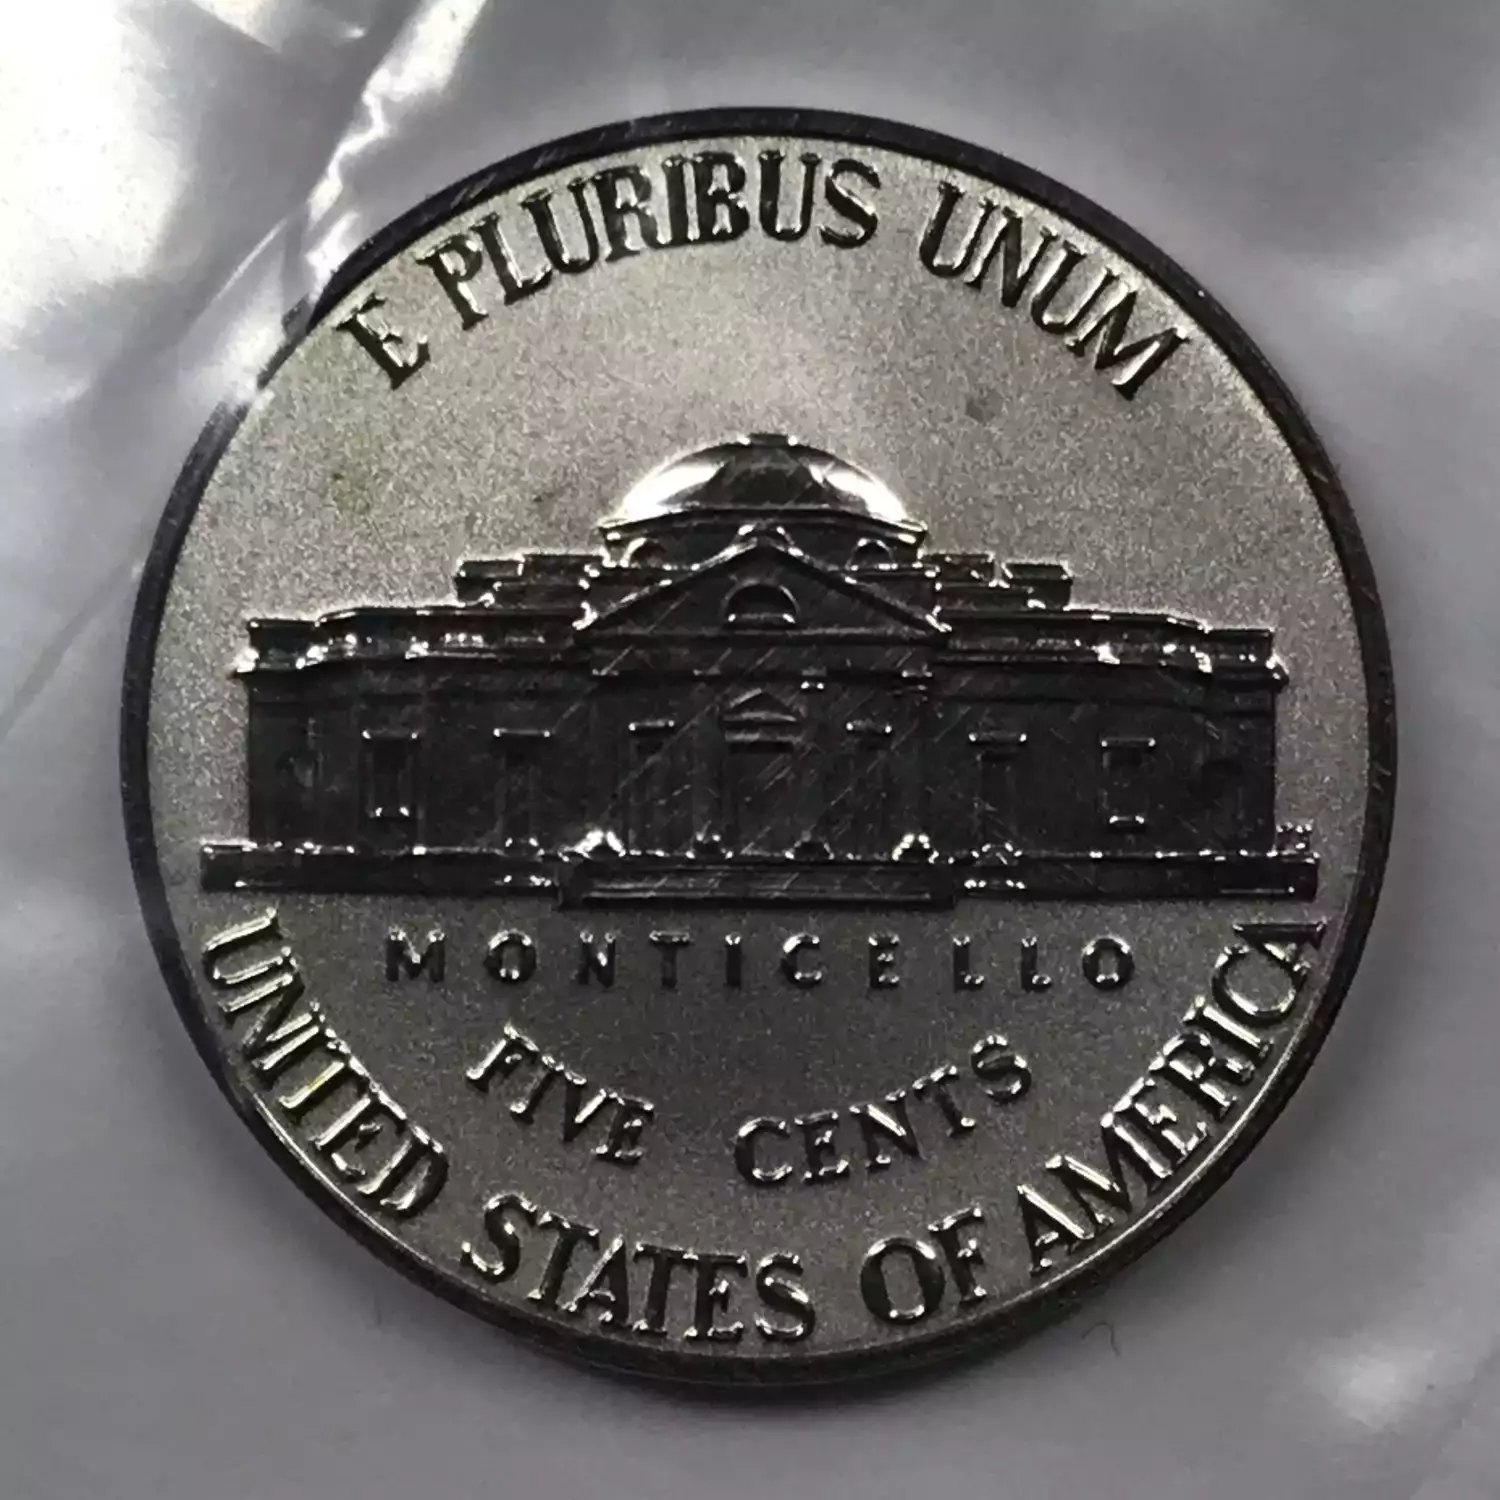 E PLURIBUS UNUM
MONTICELLO
FIVE CENTS
UNITED STATES OF AMERICA